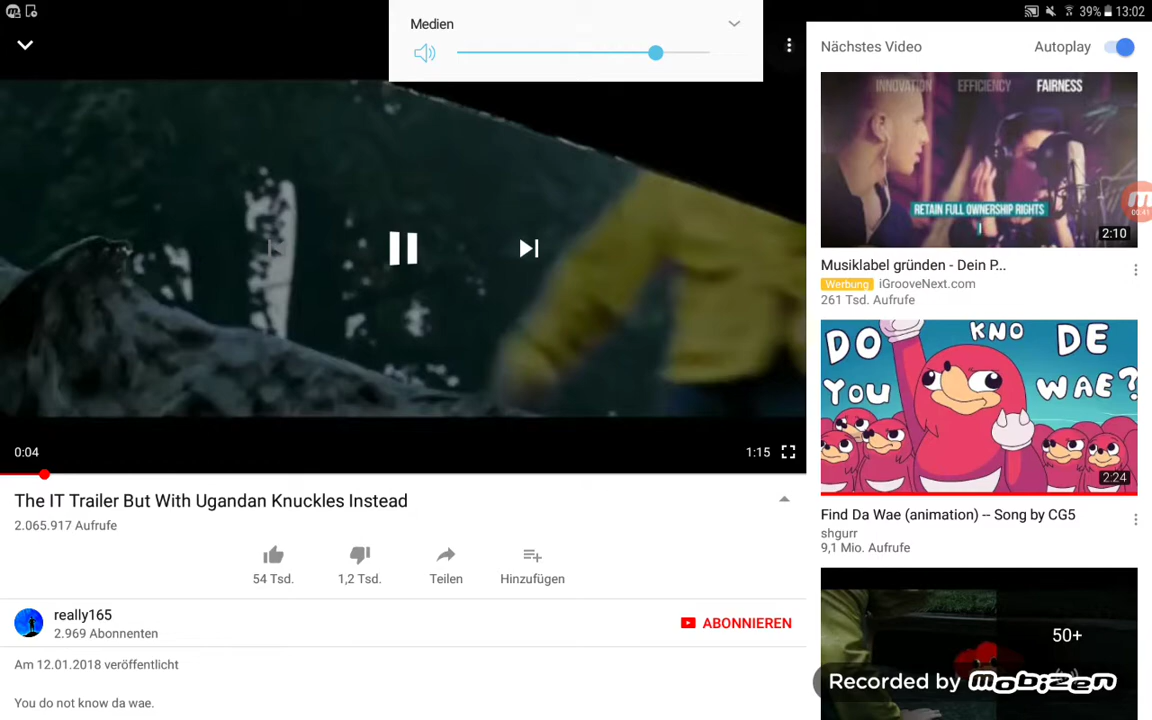 39% 13:02
Medien
Nächstes Video
Autoplay
INNOVATION EFFICIENCY FAIRNESS
RETAIN FULL OWNERSHIP RIGHTS
2:10
00:41
Musiklabel gründen - Dein P...
Werbung iGrooveNext.com
261 Tsd. Aufrufe
DO YOU KNO DE WAE?
2:24
Find Da Wae (animation) -- Song by CG5
shgurr
9,1 Mio. Aufrufe
50+
0:04
1:15
The IT Trailer But With Ugandan Knuckles Instead
2.065.917 Aufrufe
54 Tsd.
1,2 Tsd.
Teilen
Hinzufügen
really165
2.969 Abonnenten
ABONNIEREN
Am 12.01.2018 veröffentlicht
You do not know da wae.
Recorded by mobizen